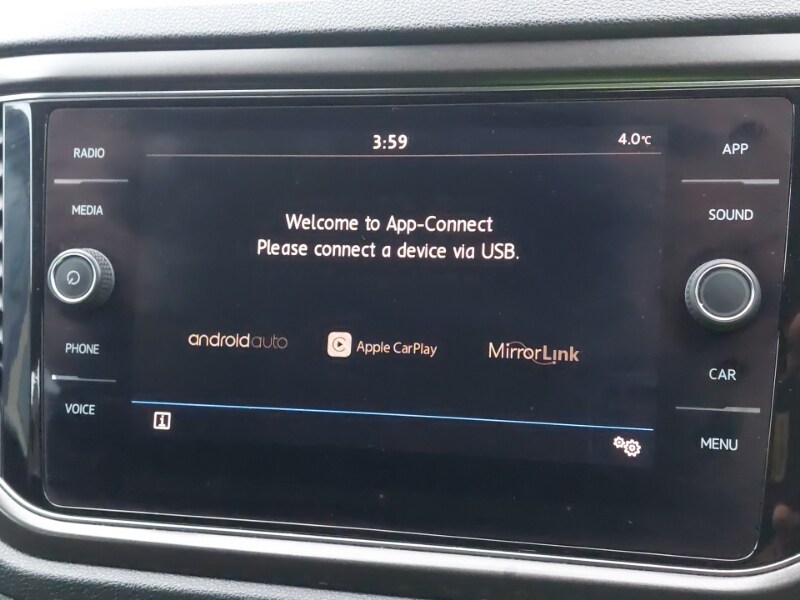 RADIO
MEDIA
PHONE
VOICE
3:59
4.0°C
Welcome to App-Connect
Please connect a device via USB.
androidauto
Apple CarPlay
MirrorLink
i
APP
SOUND
CAR
MENU